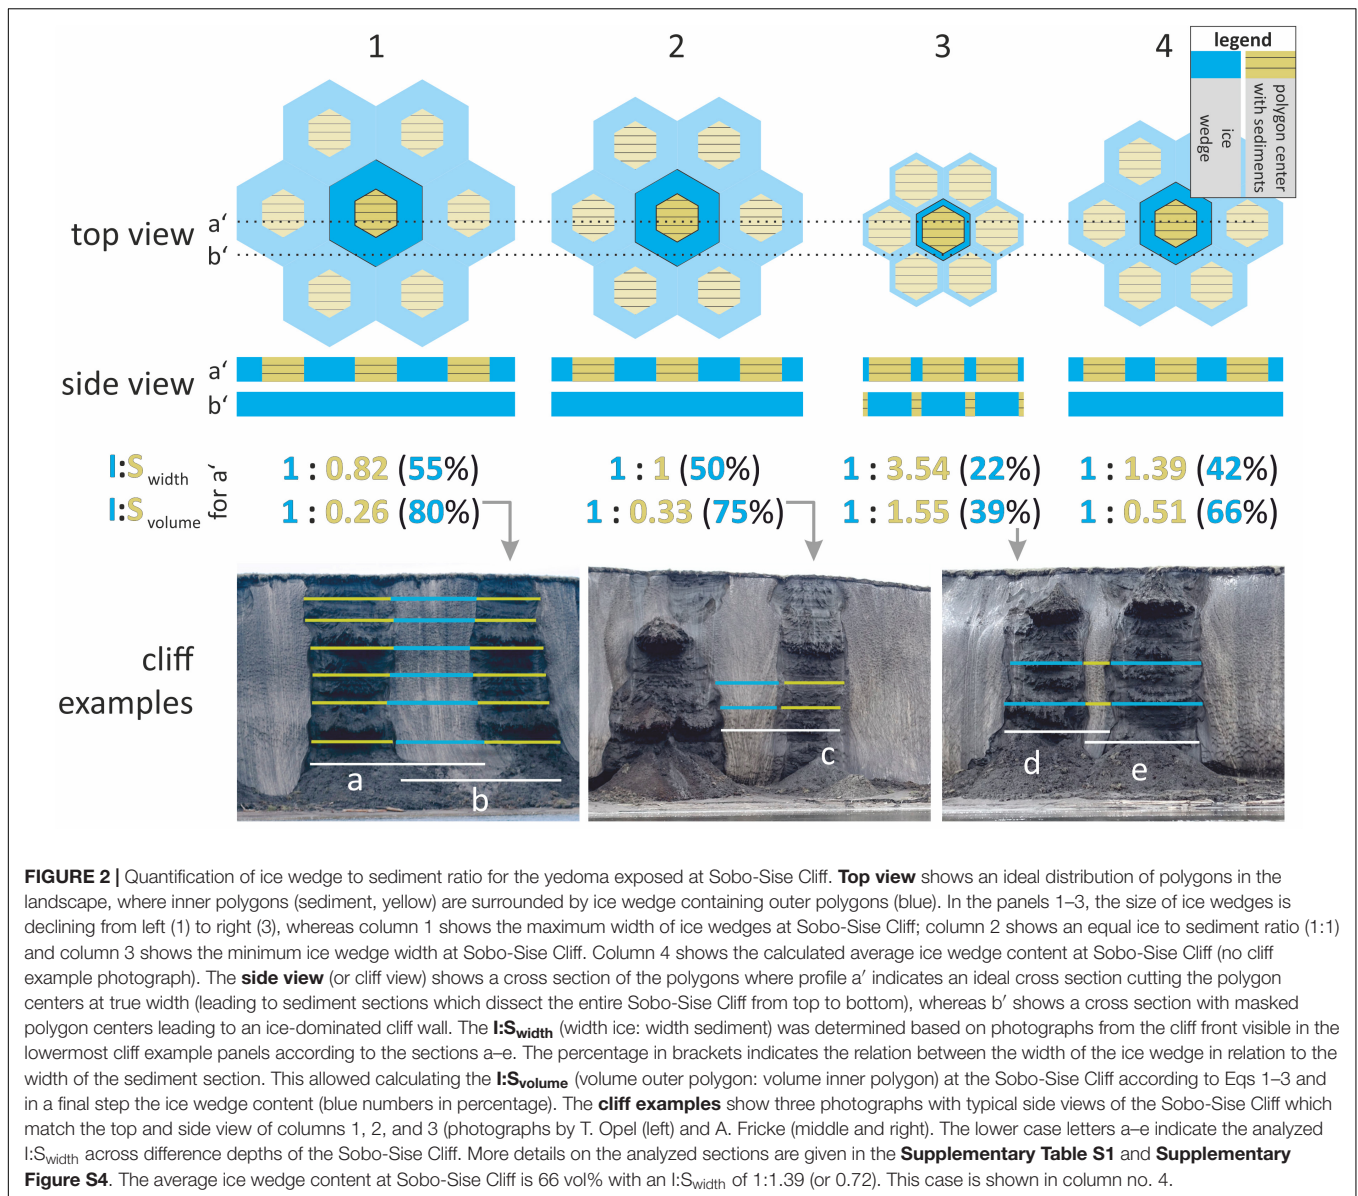 1 2 3 4
legend
ice wedge
polygon center with sediments
top view a‘
b‘
side view a‘
b‘
I:S width for a‘ 1 : 0.82 (55%) 1 : 1 (50%) 1 : 3.54 (22%) 1 : 1.39 (42%)
I:S volume 1 : 0.26 (80%) 1 : 0.33 (75%) 1 : 1.55 (39%) 1 : 0.51 (66%)
cliff
examples
a b c d e
FIGURE 2 | Quantification of ice wedge to sediment ratio for the yedoma exposed at Sobo-Sise Cliff. Top view shows an ideal distribution of polygons in the
landscape, where inner polygons (sediment, yellow) are surrounded by ice wedge containing outer polygons (blue). In the panels 1–3, the size of ice wedges is
declining from left (1) to right (3), whereas column 1 shows the maximum width of ice wedges at Sobo-Sise Cliff; column 2 shows an equal ice to sediment ratio (1:1)
and column 3 shows the minimum ice wedge width at Sobo-Sise Cliff. Column 4 shows the calculated average ice wedge content at Sobo-Sise Cliff (no cliff
example photograph). The side view (or cliff view) shows a cross section of the polygons where profile a′ indicates an ideal cross section cutting the polygon
centers at true width (leading to sediment sections which dissect the entire Sobo-Sise Cliff from top to bottom), whereas b′ shows a cross section with masked
polygon centers leading to an ice-dominated cliff wall. The I:Swidth (width ice: width sediment) was determined based on photographs from the cliff front visible in the
lowermost cliff example panels according to the sections a–e. The percentage in brackets indicates the relation between the width of the ice wedge in relation to the
width of the sediment section. This allowed calculating the I:Svolume (volume outer polygon: volume inner polygon) at the Sobo-Sise Cliff according to Eqs 1–3 and
in a final step the ice wedge content (blue numbers in percentage). The cliff examples show three photographs with typical side views of the Sobo-Sise Cliff which
match the top and side view of columns 1, 2, and 3 (photographs by T. Opel (left) and A. Fricke (middle and right). The lower case letters a–e indicate the analyzed
I:Swidth across difference depths of the Sobo-Sise Cliff. More details on the analyzed sections are given in the Supplementary Table S1 and Supplementary
Figure S4. The average ice wedge content at Sobo-Sise Cliff is 66 vol% with an I:Swidth of 1:1.39 (or 0.72). This case is shown in column no. 4.